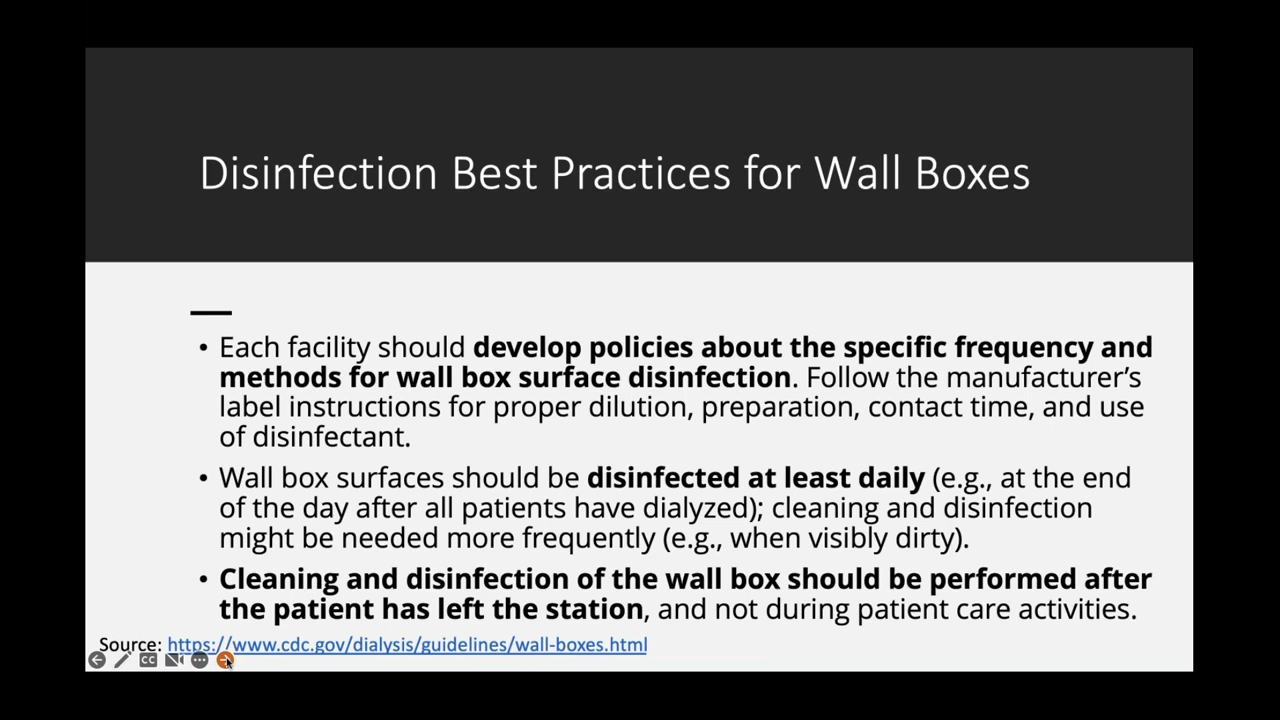 Disinfection Best Practices for Wall Boxes
• Each facility should develop policies about the specific frequency and
methods for wall box surface disinfection. Follow the manufacturer’s
label instructions for proper dilution, preparation, contact time, and use
of disinfectant.
• Wall box surfaces should be disinfected at least daily (e.g., at the end
of the day after all patients have dialyzed); cleaning and disinfection
might be needed more frequently (e.g., when visibly dirty).
• Cleaning and disinfection of the wall box should be performed after
the patient has left the station, and not during patient care activities.
Source: https://www.cdc.gov/dialysis/guidelines/wall-boxes.html
CC